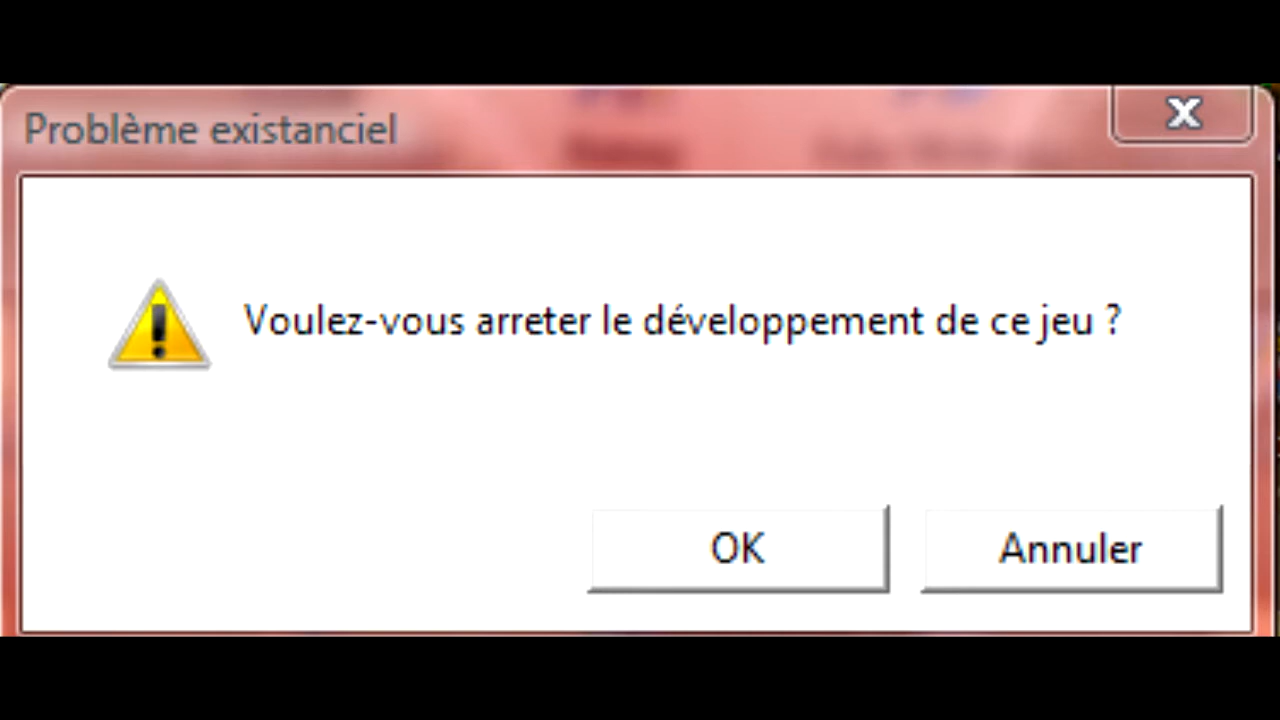 Problème existanciel
Voulez-vous arreter le développement de ce jeu ?
OK
Annuler